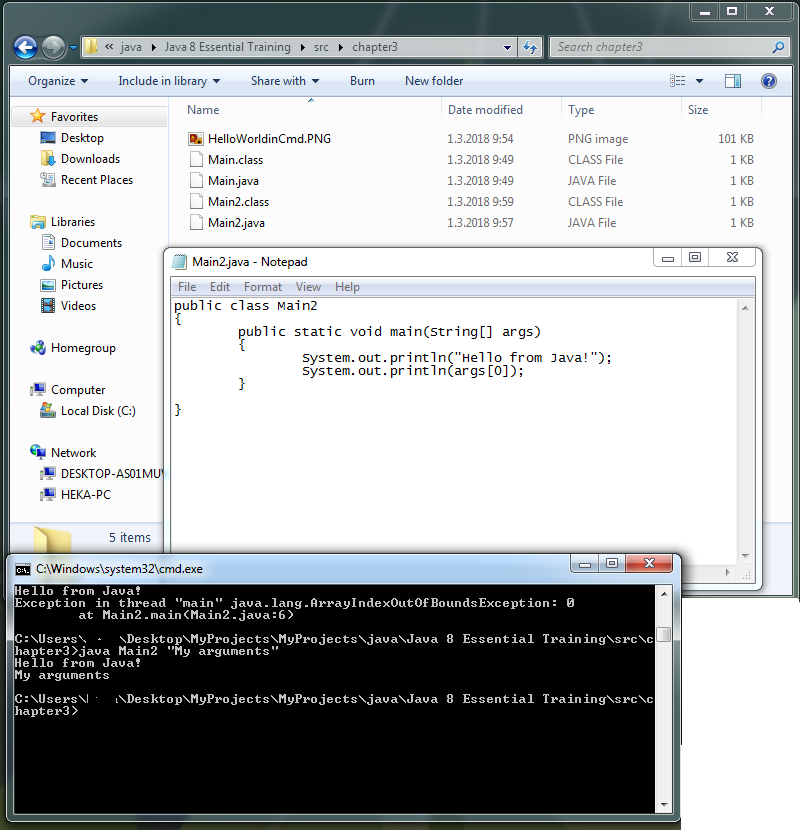 « java ▸ Java 8 Essential Training ▸ src ▸ chapter3
Search chapter3
Organize Include in library Share with Burn New folder
Name Date modified Type Size
Favorites
Desktop
Downloads
Recent Places
Libraries
Documents
Music
Pictures
Videos
Homegroup
Computer
Local Disk (C:)
Network
DESKTOP-AS01MU
HEKA-PC
HelloWorldinCmd.PNG 1.3.2018 9:54 PNG image 101 KB
Main.class 1.3.2018 9:49 CLASS File 1 KB
Main.java 1.3.2018 9:49 JAVA File 1 KB
Main2.class 1.3.2018 9:59 CLASS File 1 KB
Main2.java 1.3.2018 9:57 JAVA File 1 KB
5 items
Main2.java - Notepad
File Edit Format View Help
public class Main2
{
public static void main(String[] args)
{
System.out.println("Hello from Java!");
System.out.println(args[0]);
}
}
C:\Windows\system32\cmd.exe
Hello from Java!
Exception in thread "main" java.lang.ArrayIndexOutOfBoundsException: 0
at Main2.main(Main2.java:6)
C:\Users\ \Desktop\MyProjects\MyProjects\java\Java 8 Essential Training\src\c
hapter3>java Main2 "My arguments"
Hello from Java!
My arguments
C:\Users\ \Desktop\MyProjects\MyProjects\java\Java 8 Essential Training\src\c
hapter3>